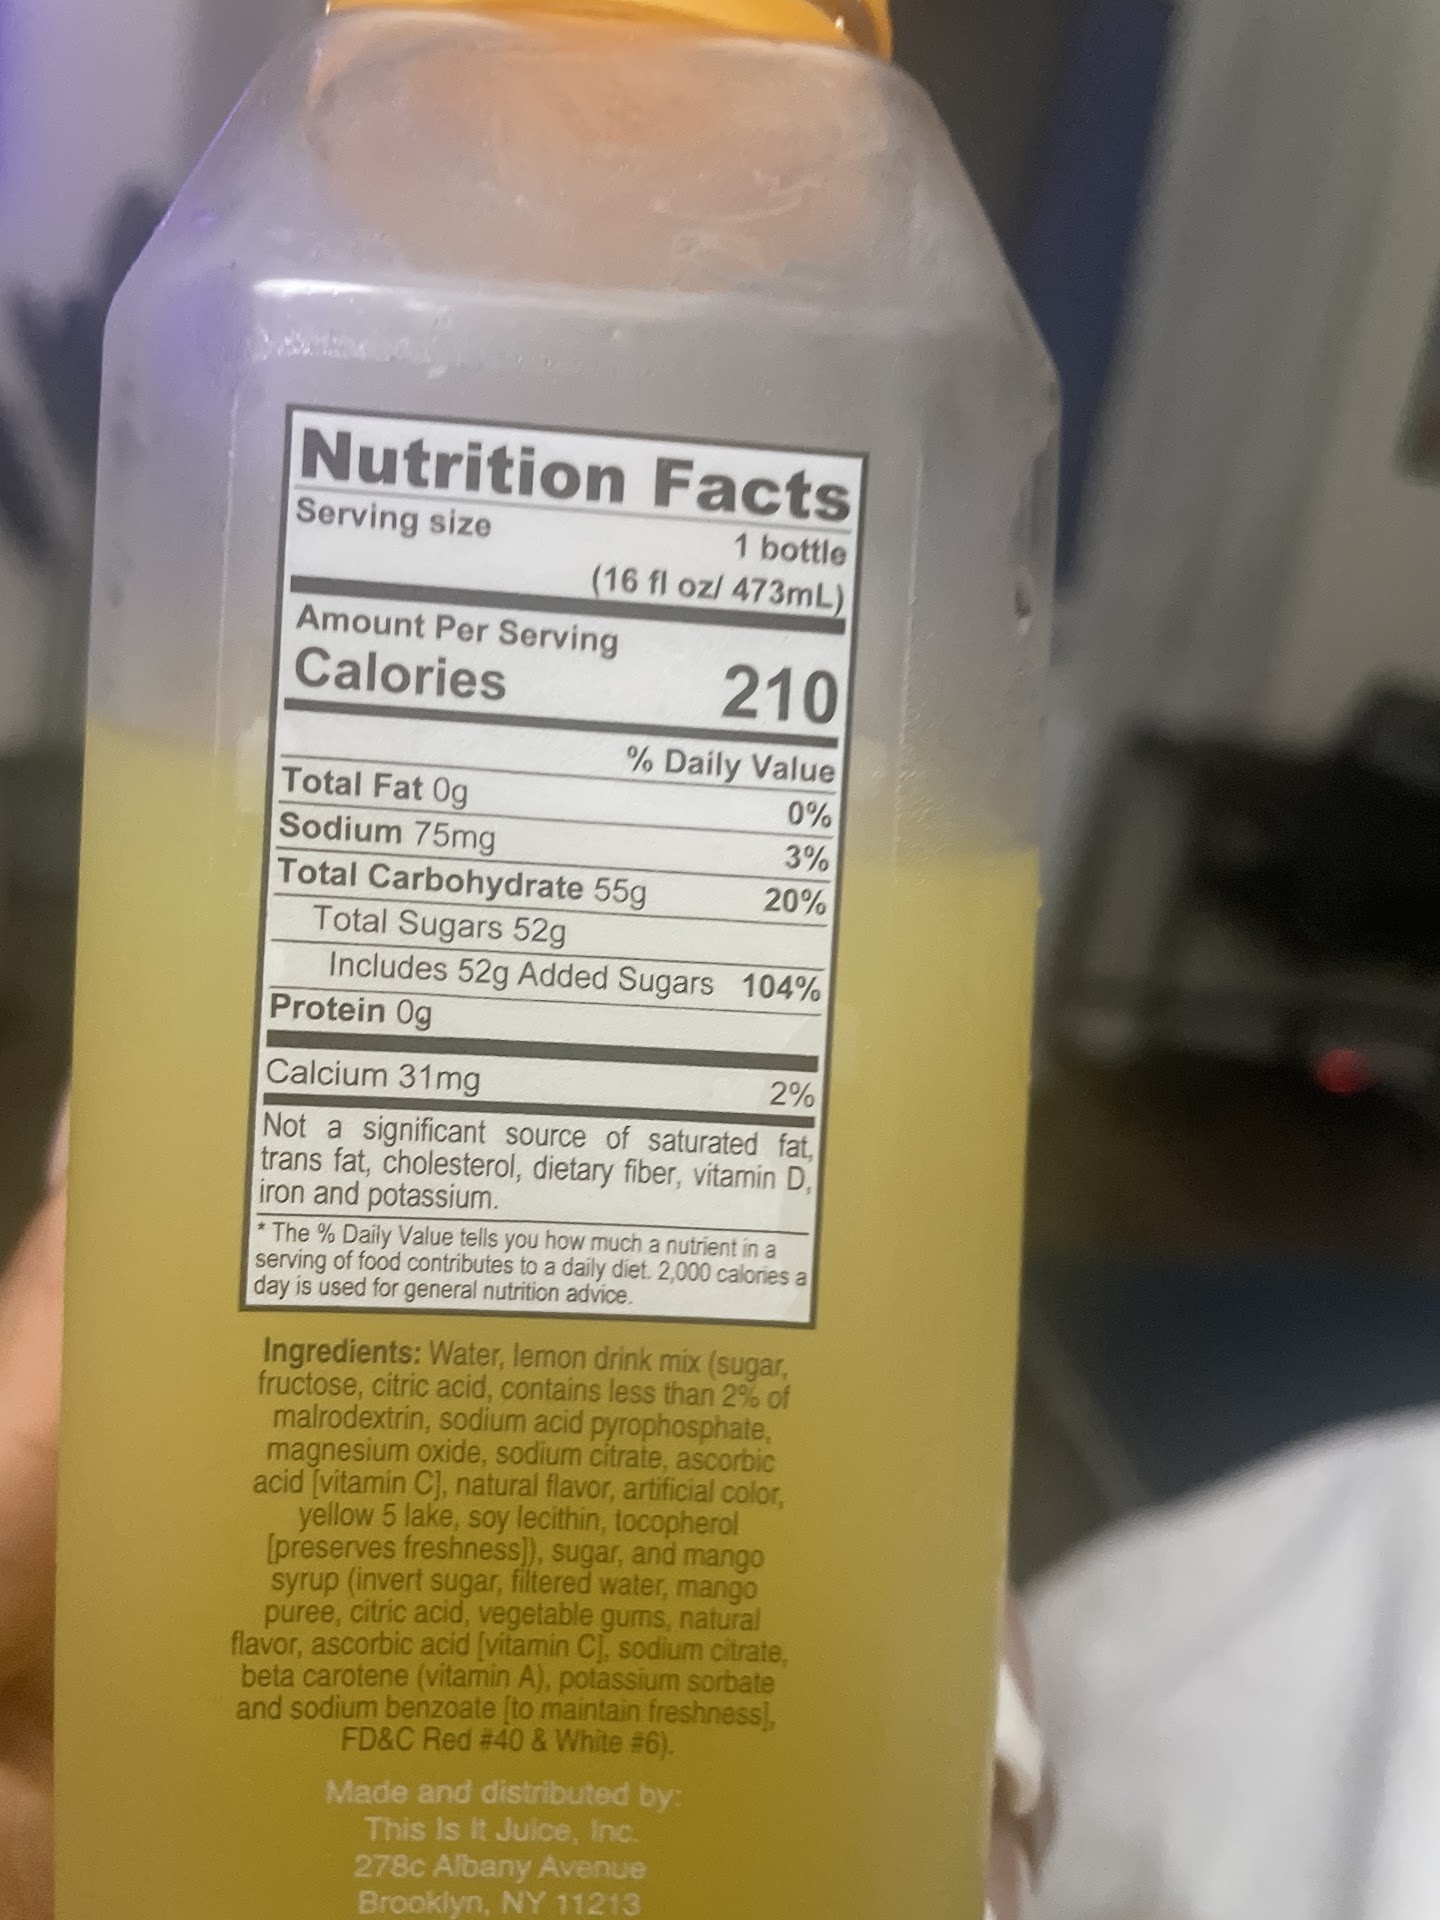 Nutrition Facts
Serving size 1 bottle
(16 fl oz/ 473mL)
Amount Per Serving
Calories 210
% Daily Value
Total Fat 0g 0%
Sodium 75mg 3%
Total Carbohydrate 55g 20%
Total Sugars 52g
Includes 52g Added Sugars 104%
Protein 0g
Calcium 31mg 2%
Not a significant source of saturated fat,
trans fat, cholesterol, dietary fiber, vitamin D,
iron and potassium.
* The % Daily Value tells you how much a nutrient in a
serving of food contributes to a daily diet. 2,000 calories a
day is used for general nutrition advice.
Ingredients: Water, lemon drink mix (sugar,
fructose, citric acid, contains less than 2% of
malrodextrin, sodium acid pyrophosphate,
magnesium oxide, sodium citrate, ascorbic
acid [vitamin C], natural flavor, artificial color,
yellow 5 lake, soy lecithin, tocopherol
[preserves freshness]), sugar, and mango
syrup (invert sugar, filtered water, mango
puree, citric acid, vegetable gums, natural
flavor, ascorbic acid [vitamin C], sodium citrate,
beta carotene (vitamin A), potassium sorbate
and sodium benzoate [to maintain freshness],
FD&C Red #40 & White #6).
Made and distributed by:
This Is It Juice, Inc.
278c Albany Avenue
Brooklyn, NY 11213